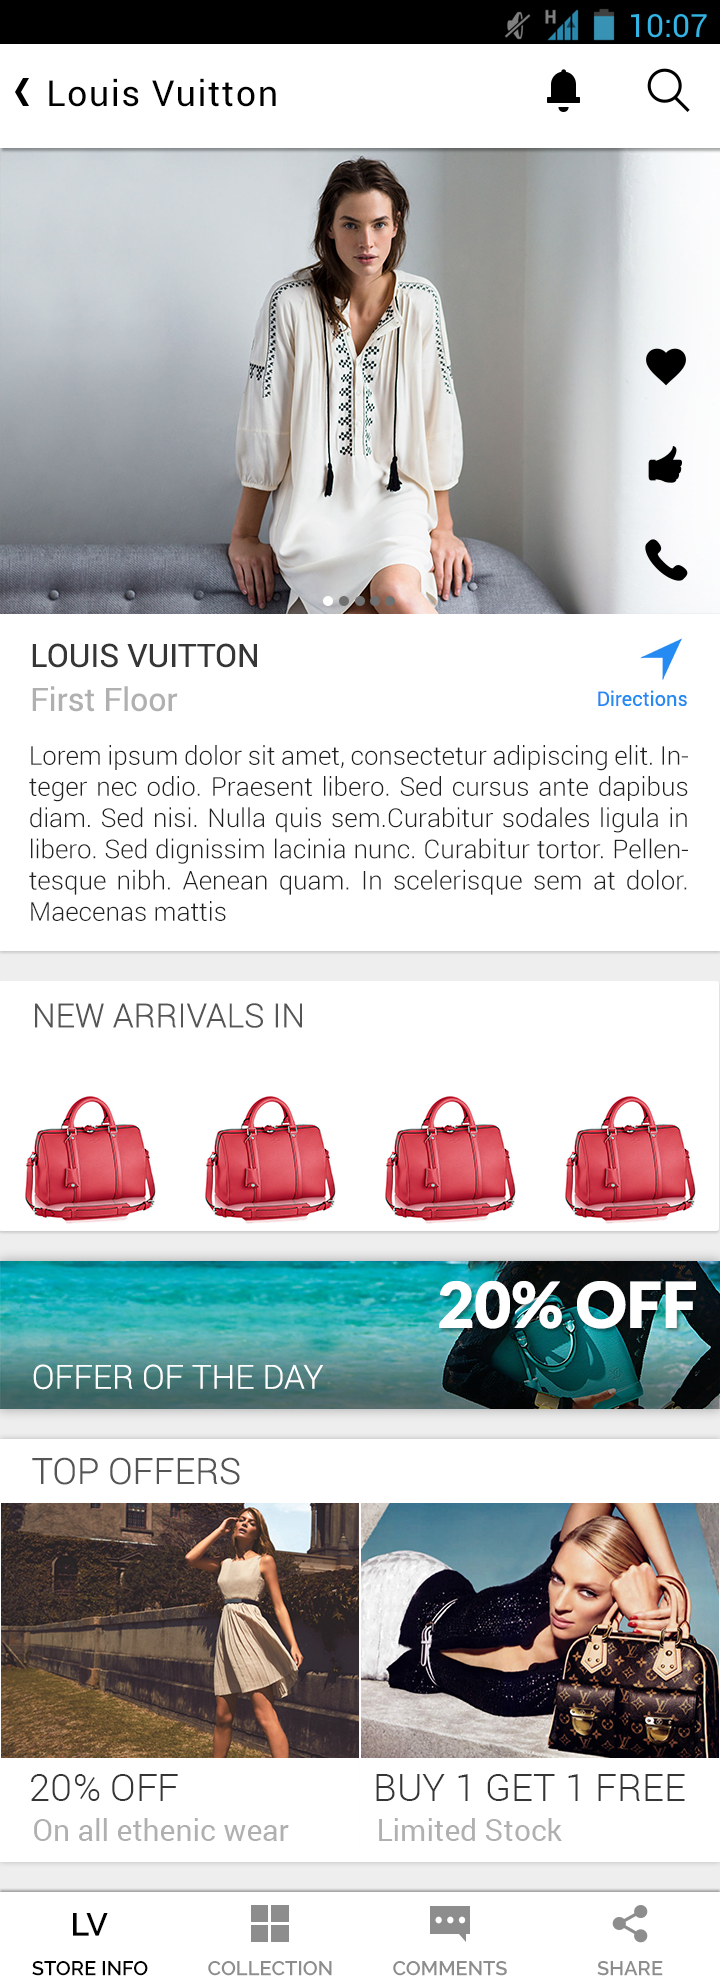 H 10:07
Louis Vuitton
LOUIS VUITTON
First Floor
Directions
Lorem ipsum dolor sit amet, consectetur adipiscing elit. In-
teger nec odio. Praesent libero. Sed cursus ante dapibus
diam. Sed nisi. Nulla quis sem.Curabitur sodales ligula in
libero. Sed dignissim lacinia nunc. Curabitur tortor. Pellen-
tesque nibh. Aenean quam. In scelerisque sem at dolor.
Maecenas mattis
NEW ARRIVALS IN
20% OFF
OFFER OF THE DAY
TOP OFFERS
20% OFF
On all ethenic wear
BUY 1 GET 1 FREE
Limited Stock
LV
STORE INFO
COLLECTION
COMMENTS
SHARE